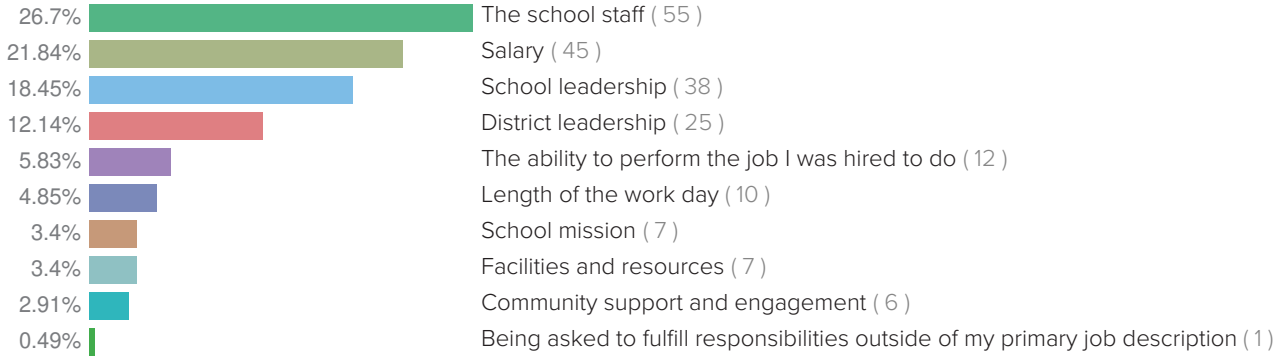 26.7% The school staff ( 55 )
21.84% Salary ( 45 )
18.45% School leadership ( 38 )
12.14% District leadership ( 25 )
5.83% The ability to perform the job I was hired to do ( 12 )
4.85% Length of the work day ( 10 )
3.4% School mission ( 7 )
3.4% Facilities and resources ( 7 )
2.91% Community support and engagement ( 6 )
0.49% Being asked to fulfill responsibilities outside of my primary job description ( 1 )